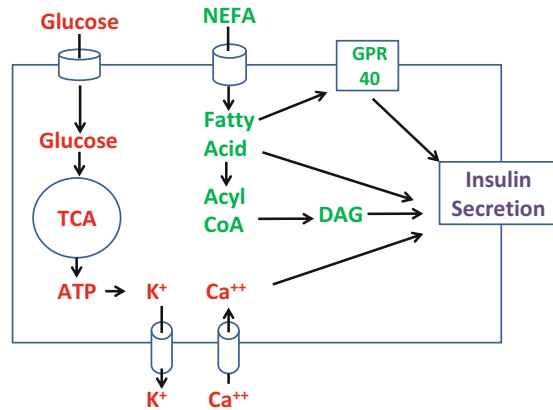 Glucose
NEFA
GPR
40
Glucose
Fatty
Acid
Insulin
Secretion
TCA
Acyl
CoA
DAG
ATP
K⁺
Ca⁺⁺
K⁺
Ca⁺⁺